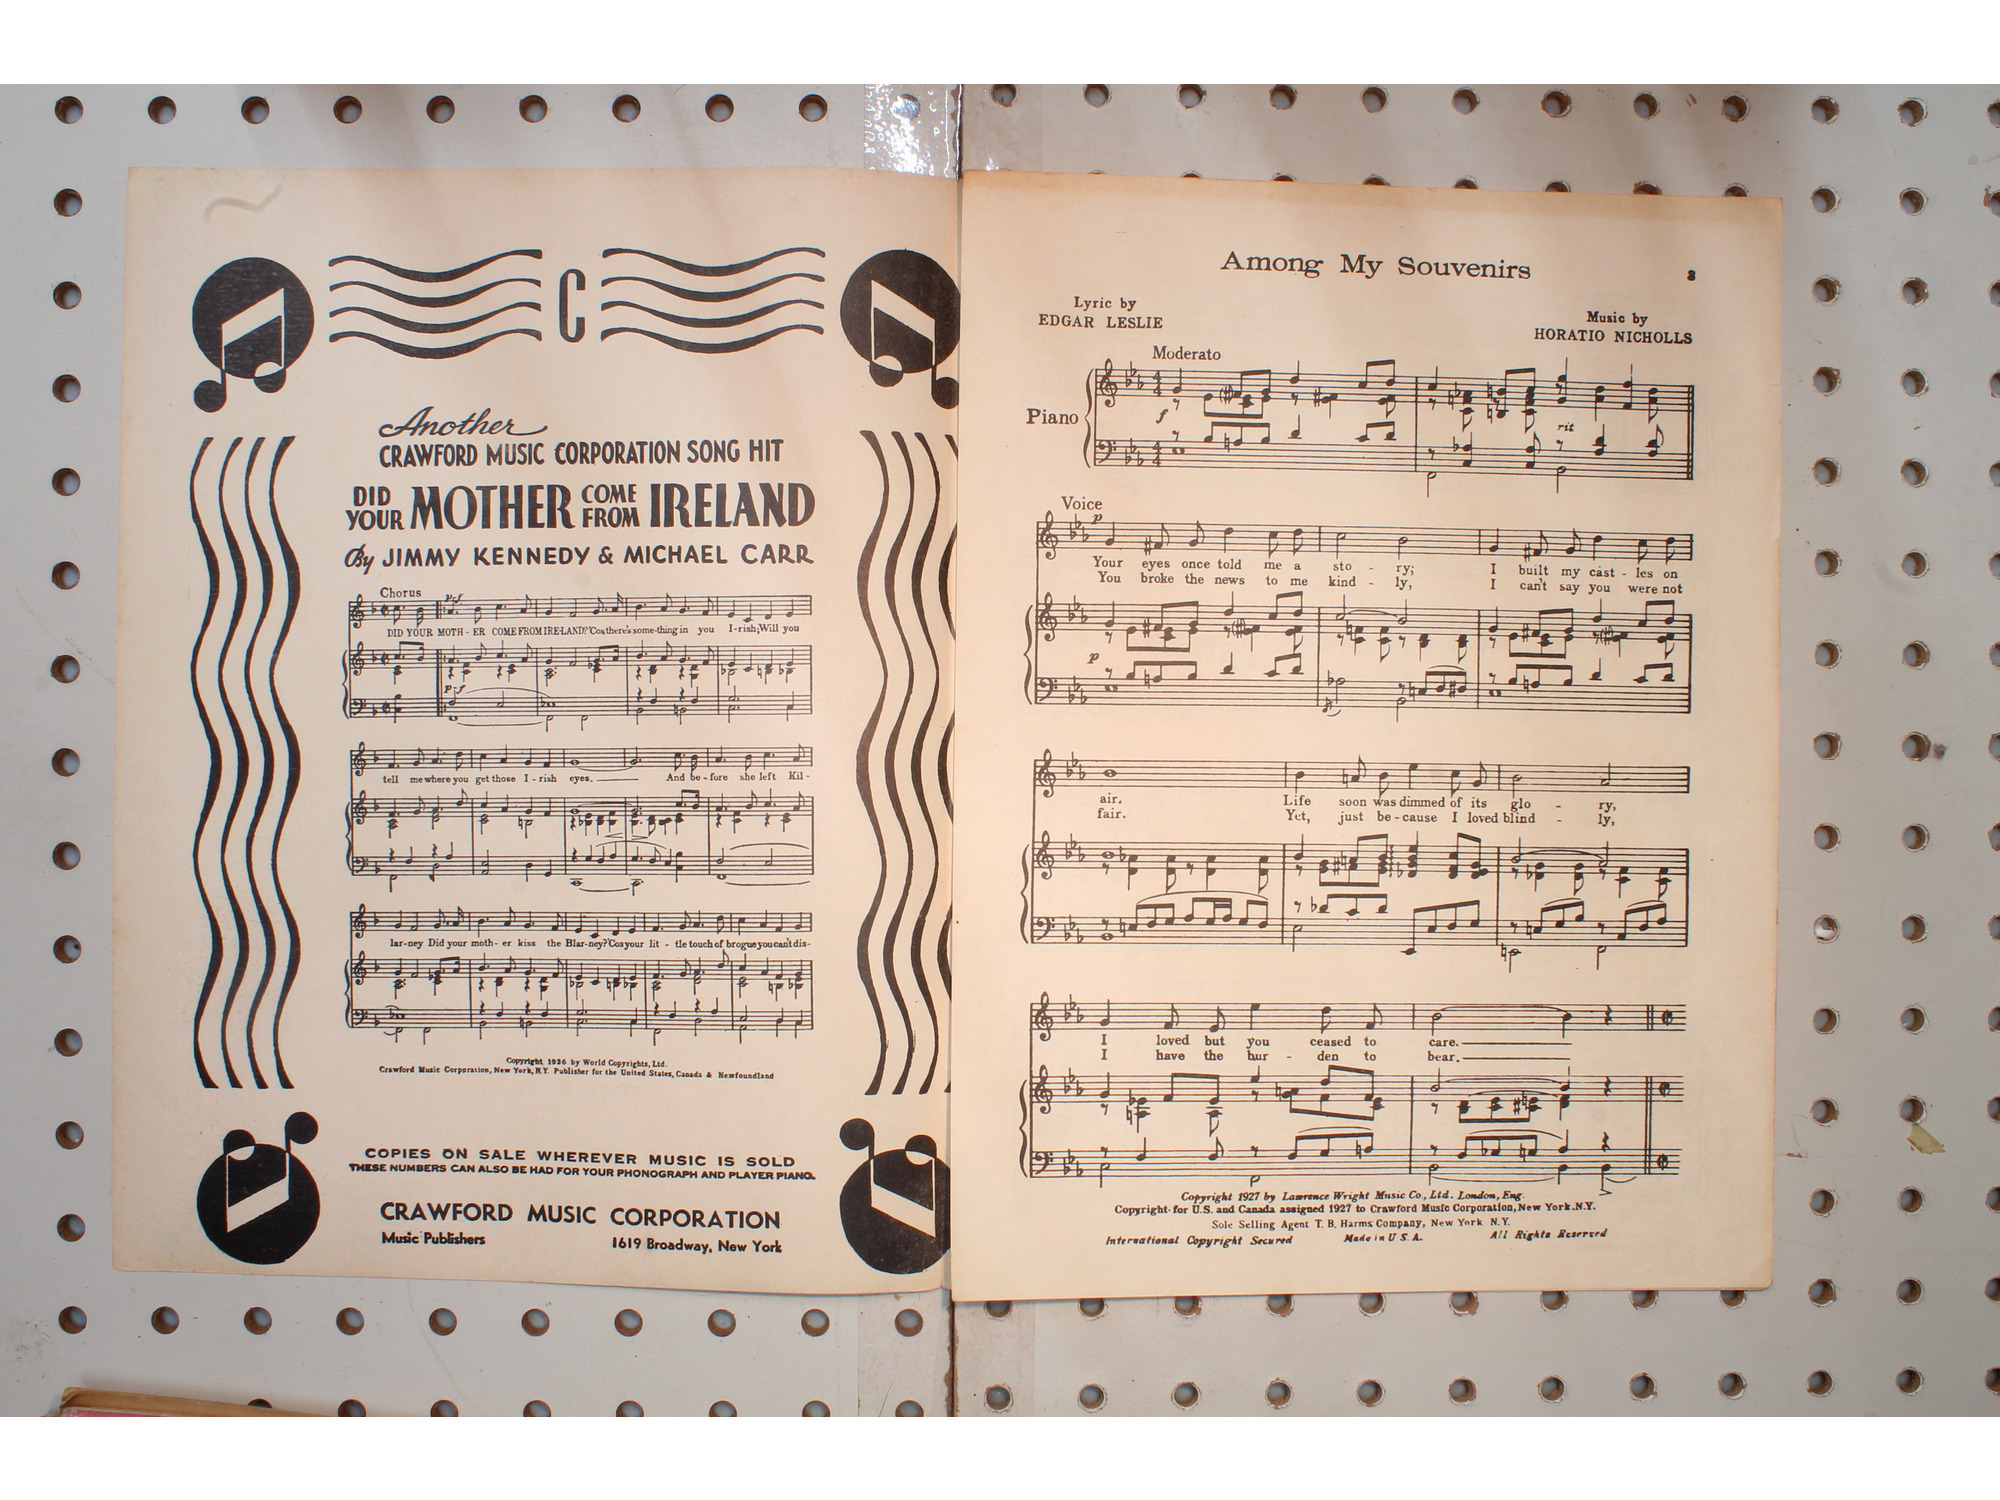 C
Another
CRAWFORD MUSIC CORPORATION SONG HIT
DID YOUR MOTHER COME FROM IRELAND
By JIMMY KENNEDY & MICHAEL CARR
Chorus
p-f
DID YOUR MOTH - ER COME FROM IRE-LAND? 'Cos there's some-thing in you I-rish; Will you
p-f
tell me where you get those I - rish eyes. And be - fore she left Kil -
lar-ney Did your moth - er kiss the Blar-ney? 'Cos your lit - tle touch of brogue you can't dis-
Copyright 1936 by World Copyrights, Ltd.
Crawford Music Corporation, New York, N.Y. Publisher for the United States, Canada & Newfoundland
COPIES ON SALE WHEREVER MUSIC IS SOLD
THESE NUMBERS CAN ALSO BE HAD FOR YOUR PHONOGRAPH AND PLAYER PIANO.
CRAWFORD MUSIC CORPORATION
Music Publishers 1619 Broadway, New York
Among My Souvenirs
3
Lyric by
EDGAR LESLIE
Music by
HORATIO NICHOLLS
Moderato
Piano
f
rit
Voice
p
Your eyes once told me a sto - ry; I built my cast - les on
You broke the news to me kind - ly, I can't say you were not
p
air. Life soon was dimmed of its glo - ry,
fair. Yet, just be - cause I loved blind - ly,
I loved but you ceased to care.
I have the bur - den to bear.
Copyright 1927 by Lawrence Wright Music Co., Ltd. London, Eng.
Copyright for U.S. and Canada assigned 1927 to Crawford Music Corporation, New York. N.Y.
Sole Selling Agent T. B. Harms Company, New York N.Y.
International Copyright Secured Made in U S A. All Rights Reserved